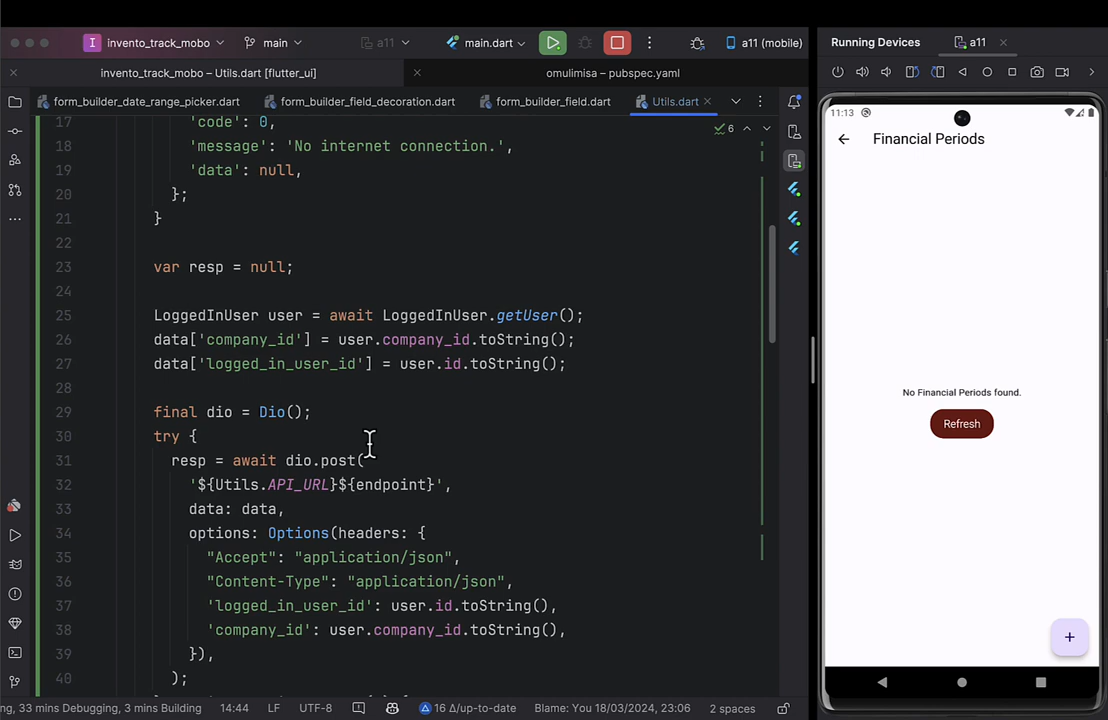 invento_track_mobo
main
a11
main.dart
a11 (mobile)
Running Devices
a11
invento_track_mobo – Utils.dart [flutter_ui]
omulimisa – pubspec.yaml
form_builder_date_range_picker.dart
form_builder_field_decoration.dart
form_builder_field.dart
Utils.dart
6
17 'code': 0,
18 'message': 'No internet connection.',
19 'data': null,
20 };
21 }
22
23 var resp = null;
24
25 LoggedInUser user = await LoggedInUser.getUser();
26 data['company_id'] = user.company_id.toString();
27 data['logged_in_user_id'] = user.id.toString();
28
29 final dio = Dio();
30 try {
31 resp = await dio.post(
32 '${Utils.API_URL}${endpoint}',
33 data: data,
34 options: Options(headers: {
35 "Accept": "application/json",
36 "Content-Type": "application/json",
37 'logged_in_user_id': user.id.toString(),
38 'company_id': user.company_id.toString(),
39 }),
40 );
ng, 33 mins Debugging, 3 mins Building
14:44
LF
UTF-8
16 Δ/up-to-date
Blame: You 18/03/2024, 23:06
2 spaces
11:13
Financial Periods
No Financial Periods found.
Refresh
+